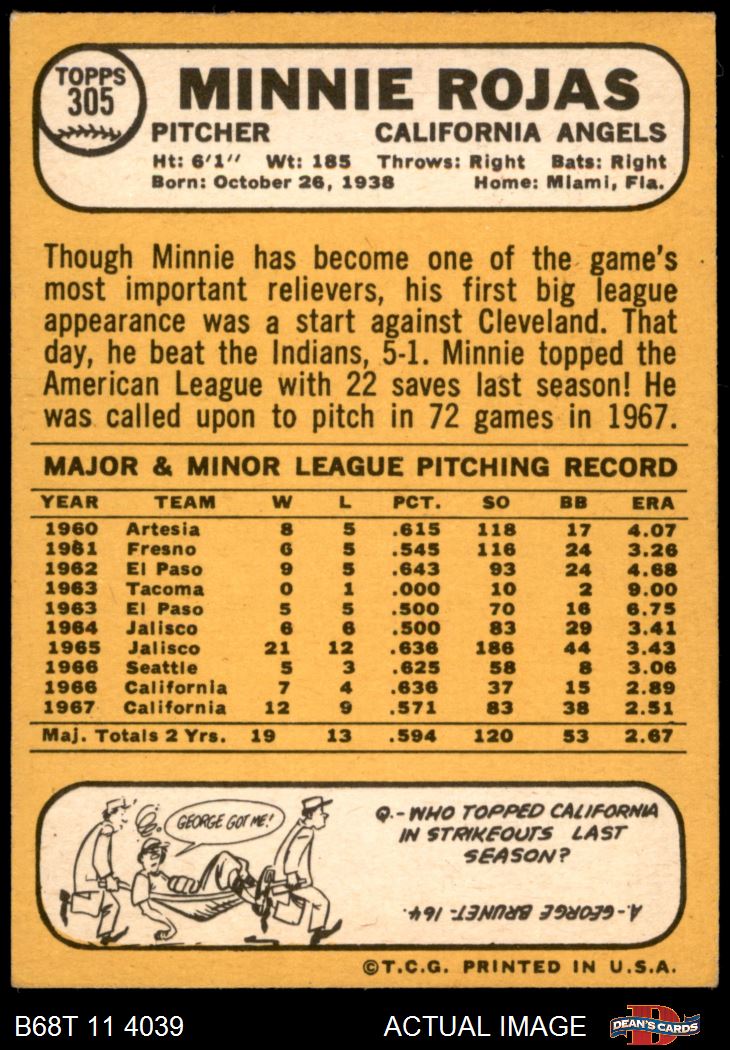 TOPPS
305
MINNIE ROJAS
PITCHER CALIFORNIA ANGELS
Ht: 6'1" Wt: 185 Throws: Right Bats: Right
Born: October 26, 1938 Home: Miami, Fla.
Though Minnie has become one of the game's
most important relievers, his first big league
appearance was a start against Cleveland. That
day, he beat the Indians, 5-1. Minnie topped the
American League with 22 saves last season! He
was called upon to pitch in 72 games in 1967.
MAJOR & MINOR LEAGUE PITCHING RECORD
YEAR TEAM W L PCT. SO BB ERA
1960 Artesia 8 5 .615 118 17 4.07
1961 Fresno 6 5 .545 116 24 3.26
1962 El Paso 9 5 .643 93 24 4.68
1963 Tacoma 0 1 .000 10 2 9.00
1963 El Paso 5 5 .500 70 16 6.75
1964 Jalisco 6 6 .500 83 29 3.41
1965 Jalisco 21 12 .636 186 44 3.43
1966 Seattle 5 3 .625 58 8 3.06
1966 California 7 4 .636 37 15 2.89
1967 California 12 9 .571 83 38 2.51
Maj. Totals 2 Yrs. 19 13 .594 120 53 2.67
GEORGE GOT ME!
Q.-WHO TOPPED CALIFORNIA
IN STRIKEOUTS LAST
SEASON?
A.-GEORGE BRUNET-164.
©T.C.G. PRINTED IN U.S.A.
B68T 11 4039 ACTUAL IMAGE
D
DEAN'S CARDS